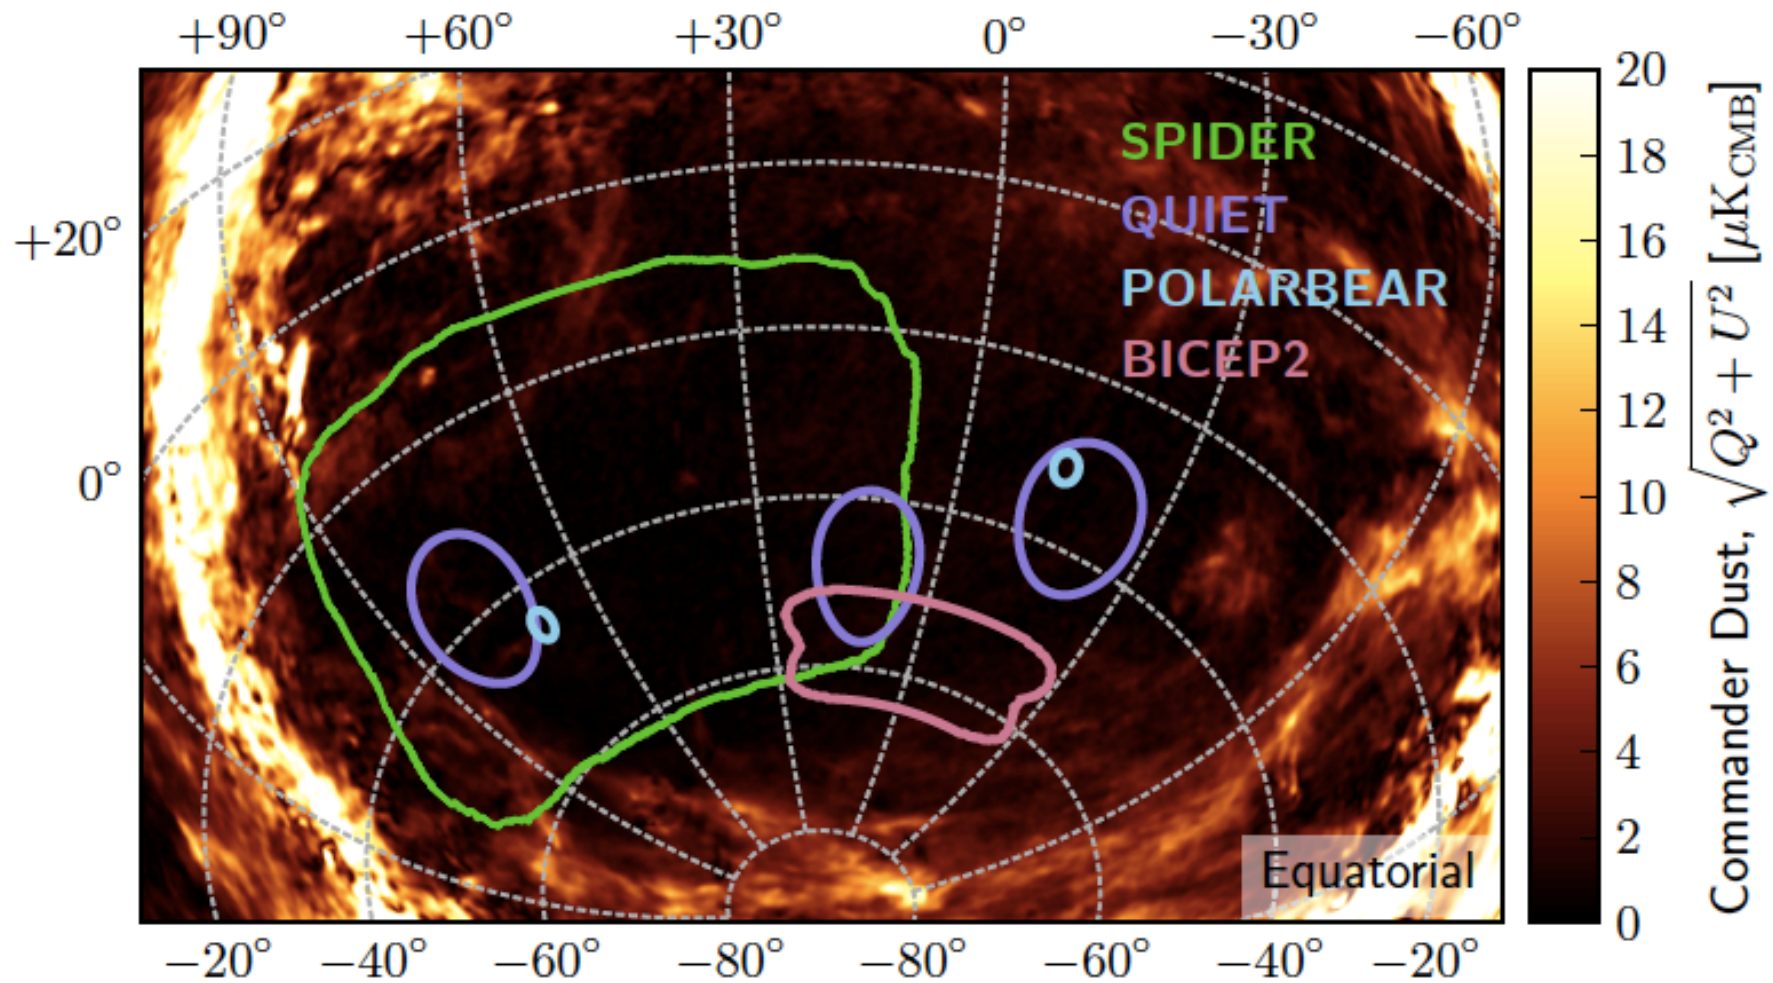 +90° +60° +30° 0° −30° −60°
SPIDER
QUIET
POLARBEAR
BICEP2
+20°
0°
Equatorial
−20° −40° −60° −80° −80° −60° −40° −20°
20
18
16
14
12
10
8
6
4
2
0
Commander Dust, √Q² + U² [μK_CMB]